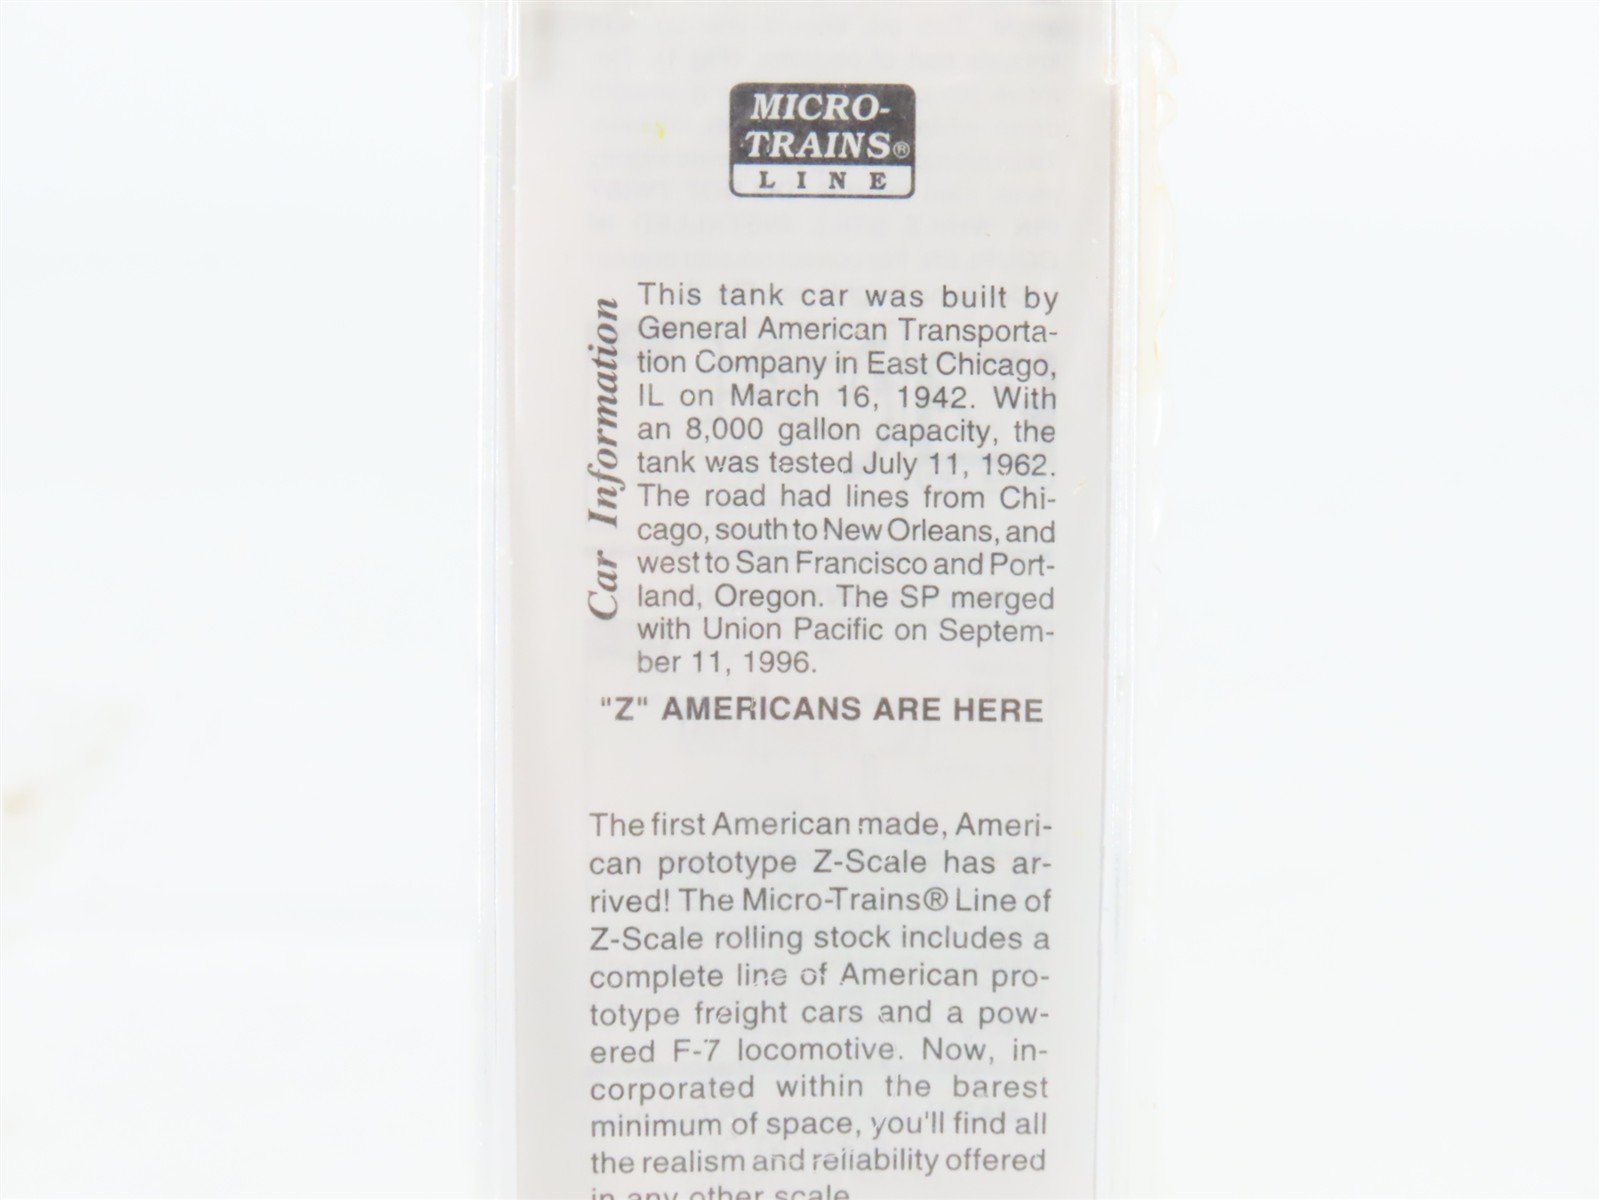 MICRO-
TRAINS®
LINE
Car Information
This tank car was built by
General American Transporta-
tion Company in East Chicago,
IL on March 16, 1942. With
an 8,000 gallon capacity, the
tank was tested July 11, 1962.
The road had lines from Chi-
cago, south to New Orleans, and
west to San Francisco and Port-
land, Oregon. The SP merged
with Union Pacific on Septem-
ber 11, 1996.
"Z" AMERICANS ARE HERE
The first American made, Ameri-
can prototype Z-Scale has ar-
rived! The Micro-Trains® Line of
Z-Scale rolling stock includes a
complete line of American pro-
totype freight cars and a pow-
ered F-7 locomotive. Now, in-
corporated within the barest
minimum of space, you'll find all
the realism and reliability offered
in any other scale.